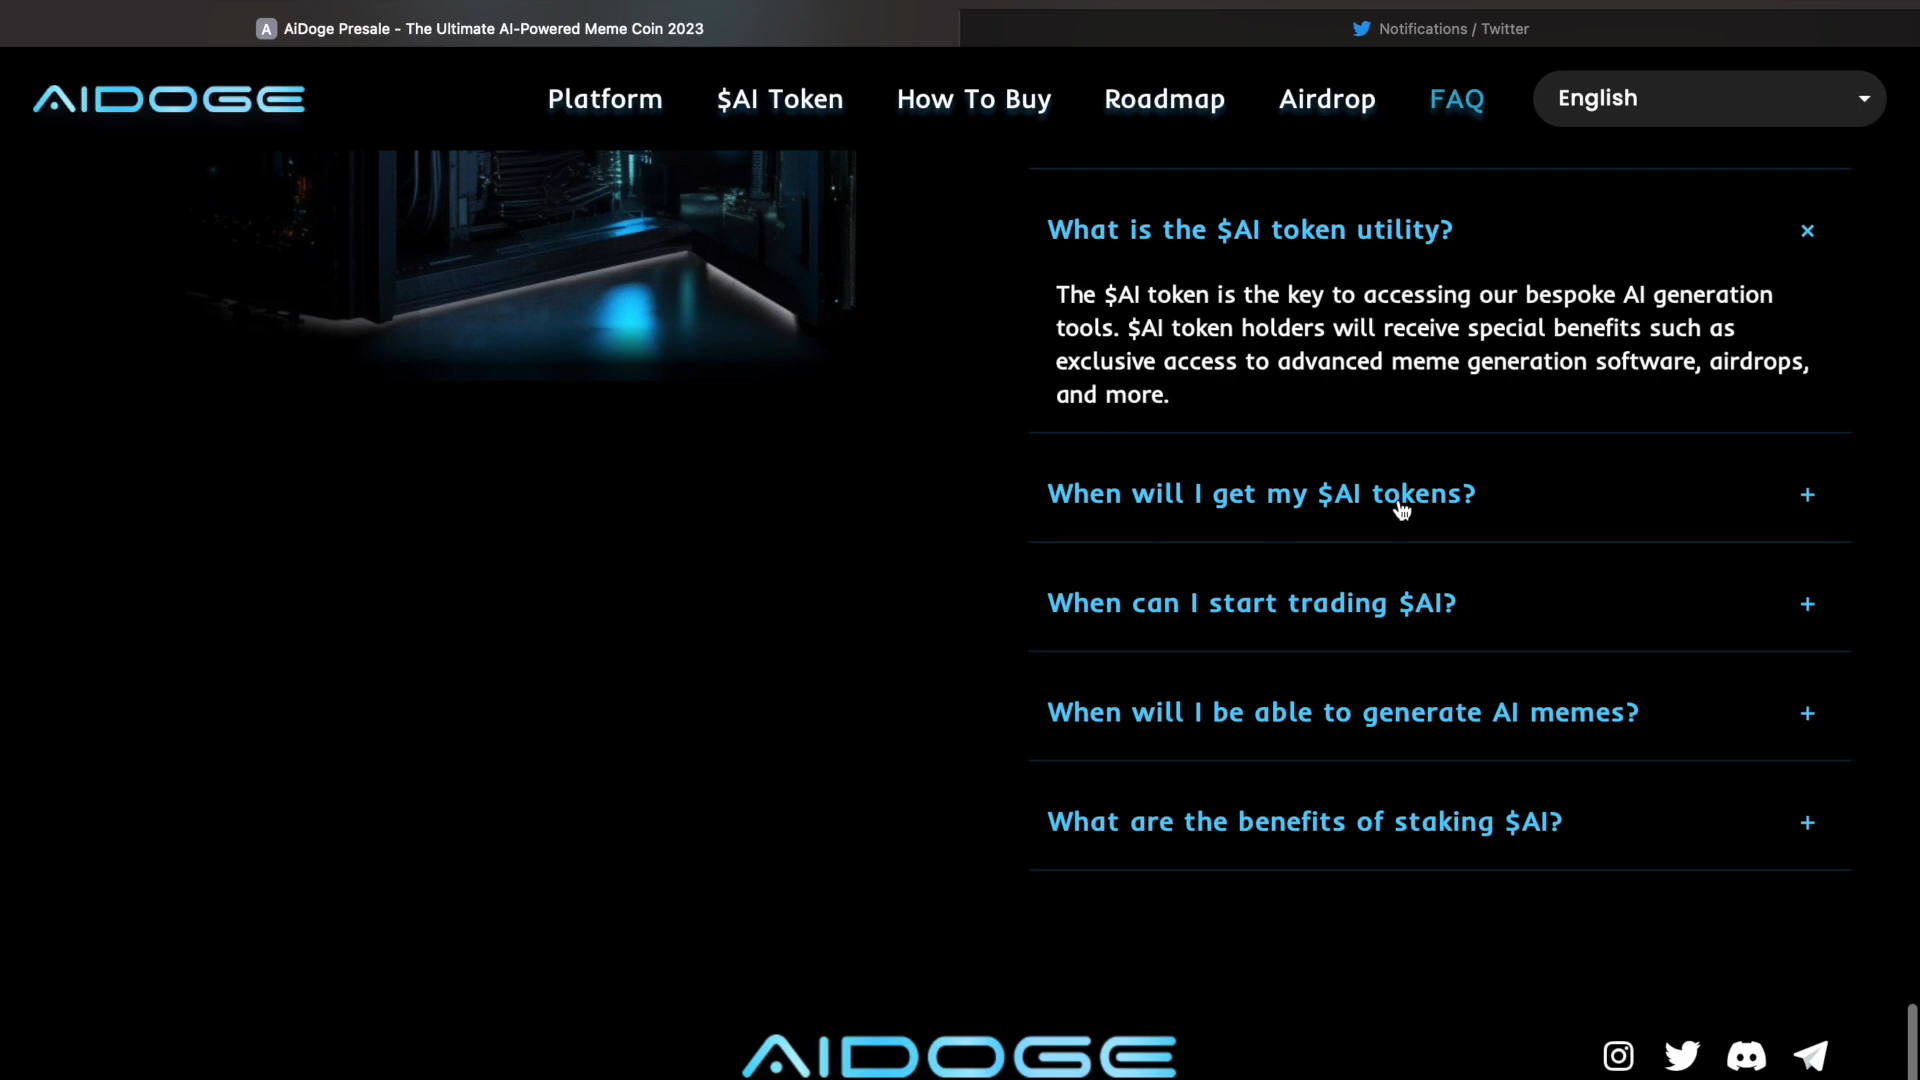 A AiDoge Presale - The Ultimate AI-Powered Meme Coin 2023
Notifications / Twitter
AIDOGE
Platform
$AI Token
How To Buy
Roadmap
Airdrop
FAQ
English
What is the $AI token utility? ×
The $AI token is the key to accessing our bespoke AI generation
tools. $AI token holders will receive special benefits such as
exclusive access to advanced meme generation software, airdrops,
and more.
When will I get my $AI tokens? +
When can I start trading $AI? +
When will I be able to generate AI memes? +
What are the benefits of staking $AI? +
AIDOGE